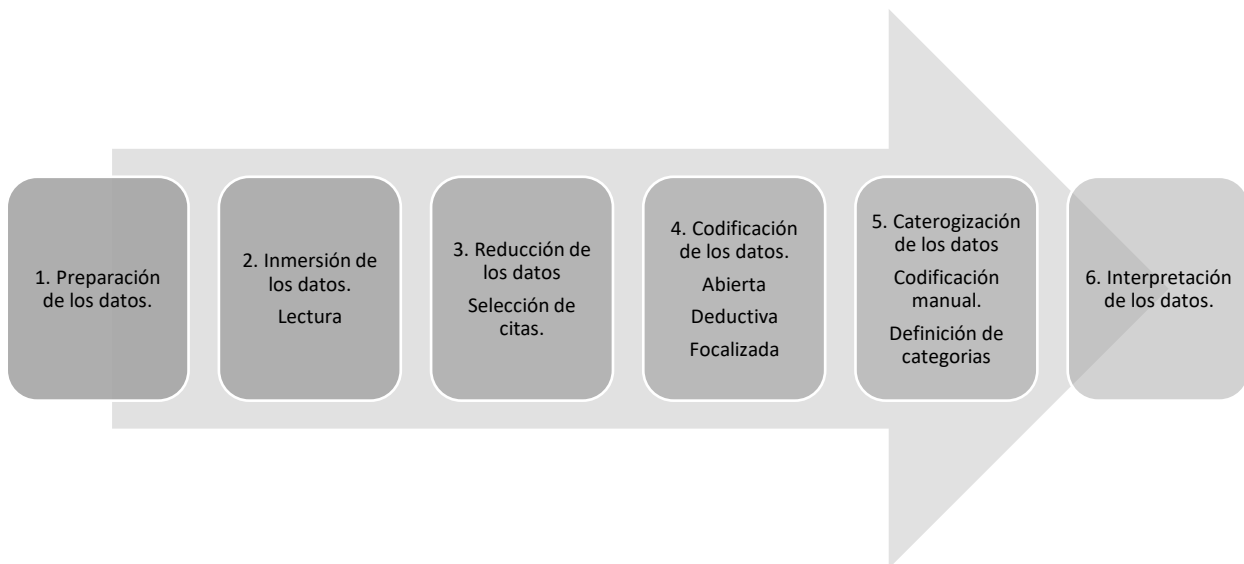 1. Preparación
de los datos.
2. Inmersión de
los datos.
Lectura
3. Reducción de
los datos
Selección de
citas.
4. Codificación
de los datos.
Abierta
Deductiva
Focalizada
5. Caterogización
de los datos
Codificación
manual.
Definición de
categorias
6. Interpretación
de los datos.